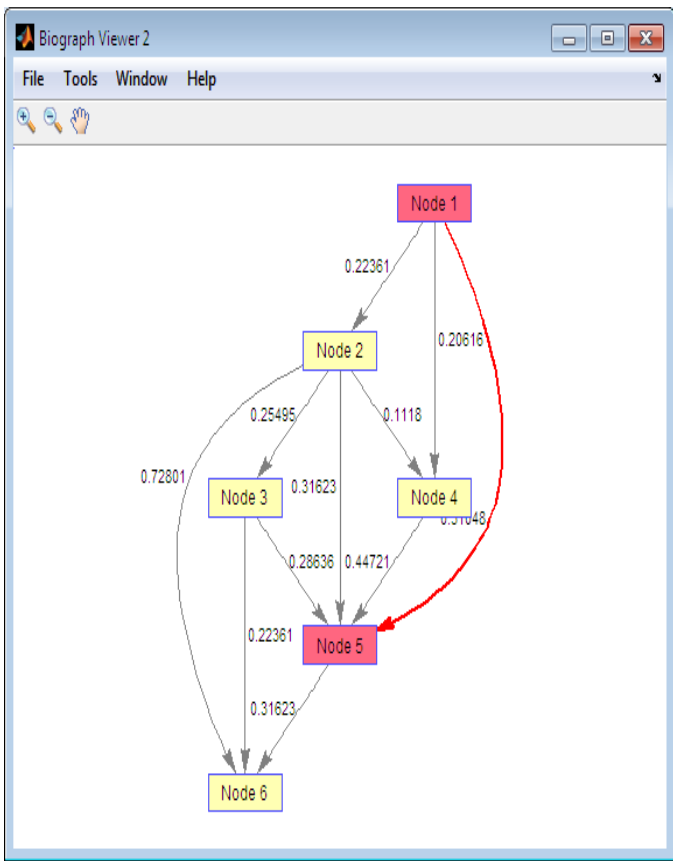 Biograph Viewer 2
File Tools Window Help
Node 1
0.22361
0.20616
Node 2
0.25495
0.1118
0.72801
0.31623
Node 3
Node 4
0.28636
0.44721
0.22361
Node 5
0.31623
Node 6